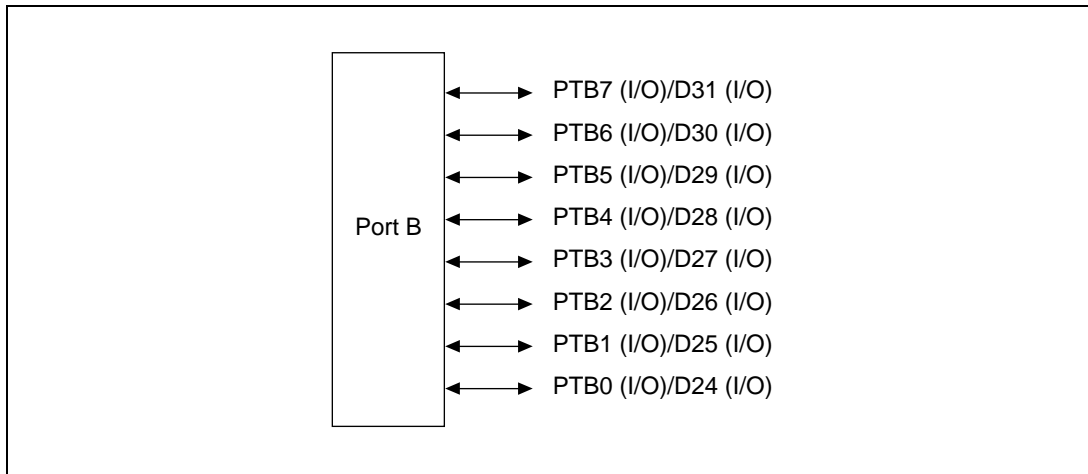 Port B
PTB7 (I/O)/D31 (I/O)
PTB6 (I/O)/D30 (I/O)
PTB5 (I/O)/D29 (I/O)
PTB4 (I/O)/D28 (I/O)
PTB3 (I/O)/D27 (I/O)
PTB2 (I/O)/D26 (I/O)
PTB1 (I/O)/D25 (I/O)
PTB0 (I/O)/D24 (I/O)